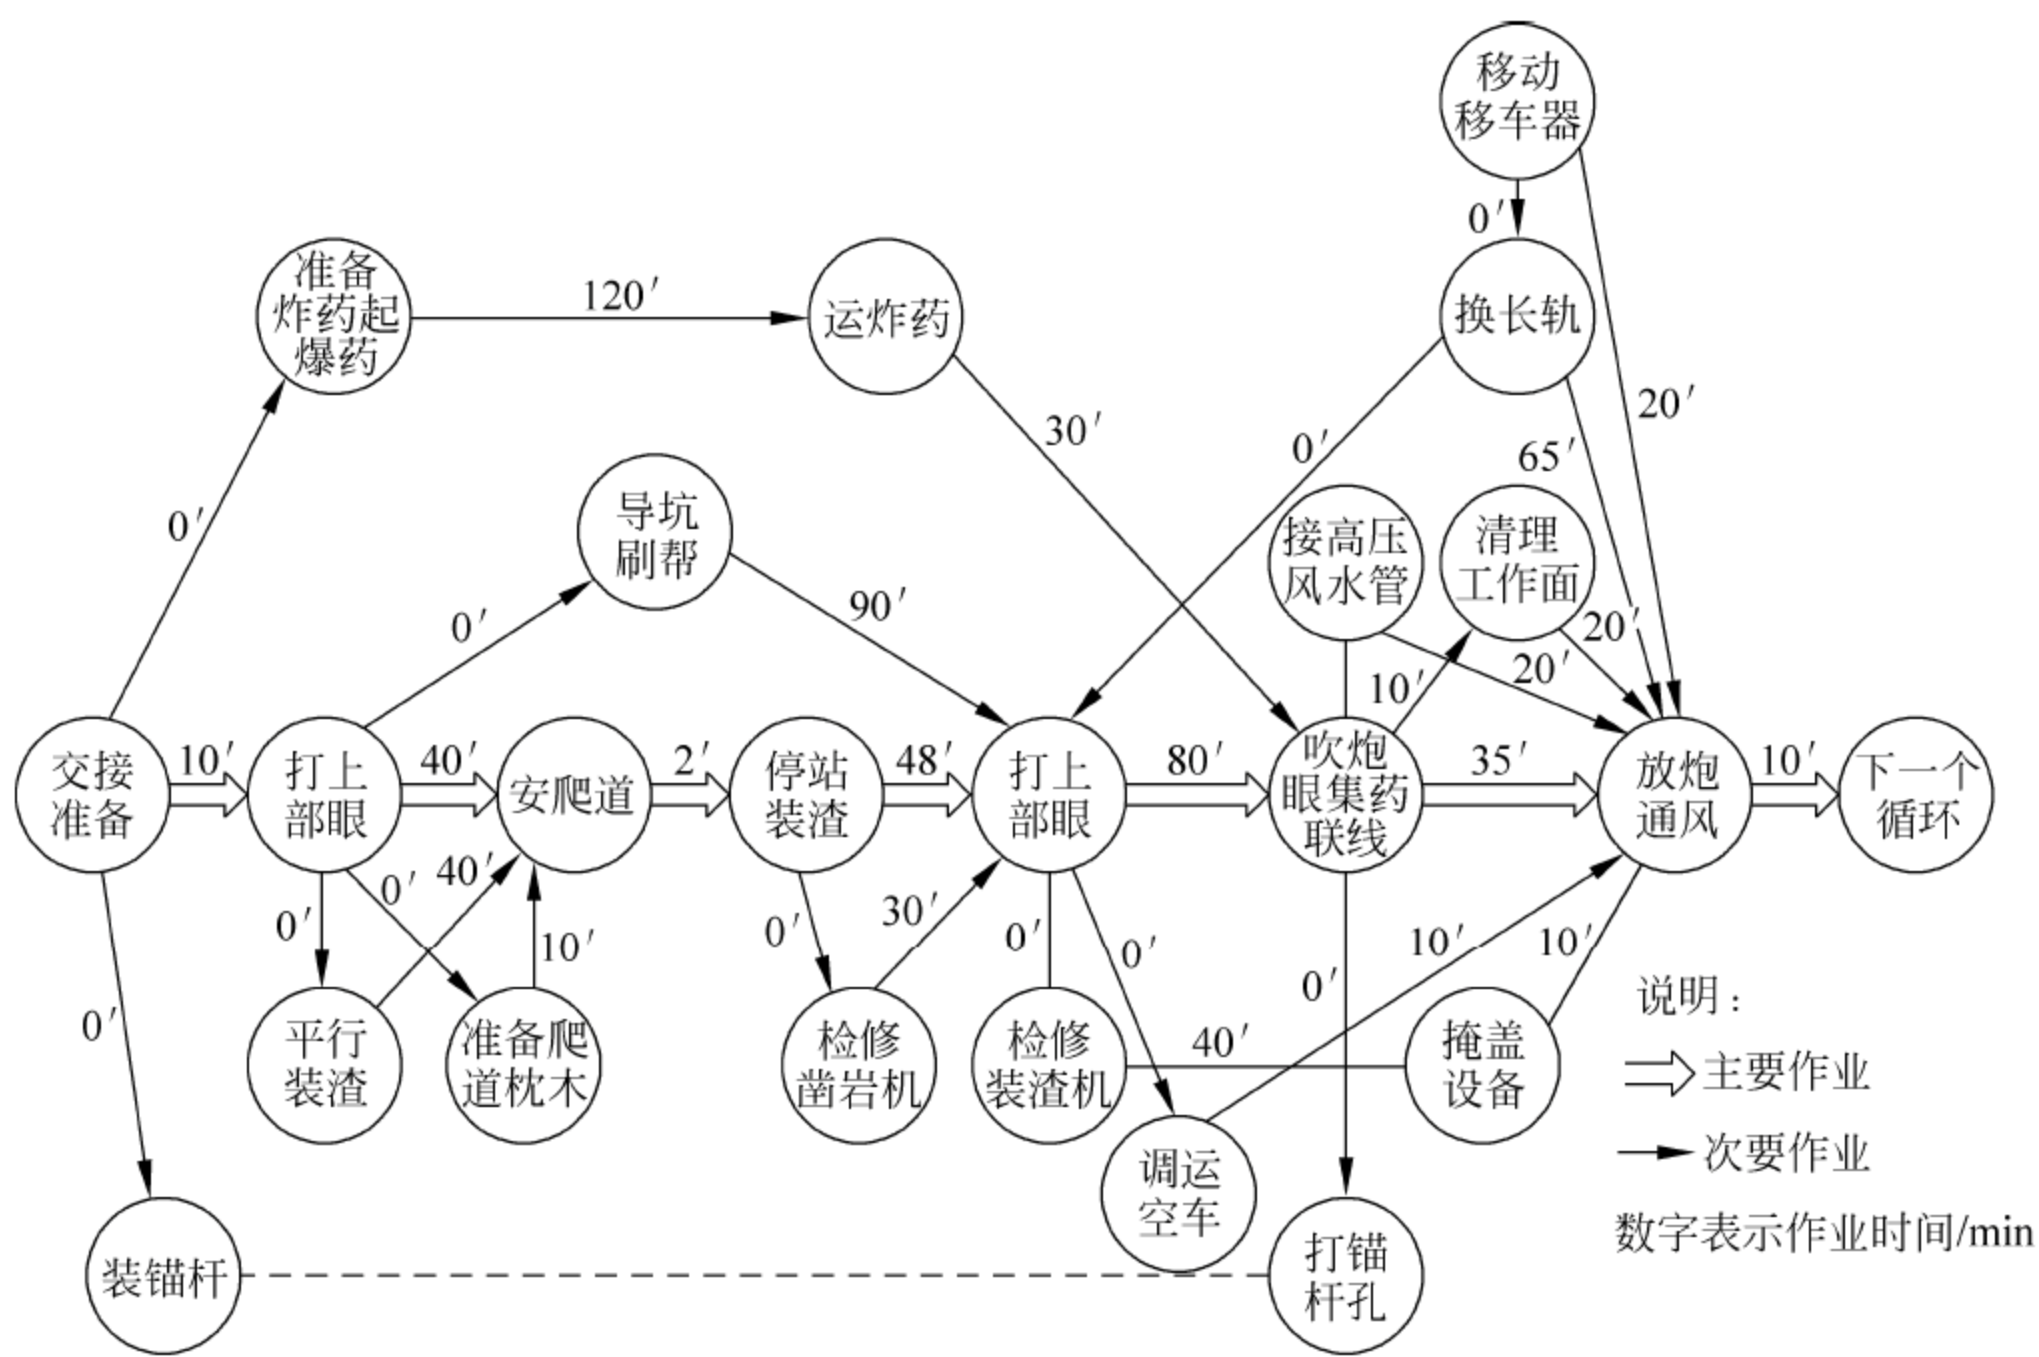 移动
移车器
0′
准备
炸药起
爆药
120′
运炸药
换长轨
20′
30′
0′
65′
0′
导坑
刷帮
接高压
风水管
清理
工作面
0′
90′
20′
20′
10′
交接
准备
10′
打上
部眼
40′
安爬道
2′
停站
装渣
48′
打上
部眼
80′
吹炮
眼集药
联线
35′
放炮
通风
10′
下一个
循环
0′
40′
0′
10′
0′
30′
0′
0′
0′
10′
10′
0′
平行
装渣
准备爬
道枕木
检修
凿岩机
检修
装渣机
40′
掩盖
设备
说明：
主要作业
次要作业
数字表示作业时间/min
调运
空车
装锚杆
打锚
杆孔